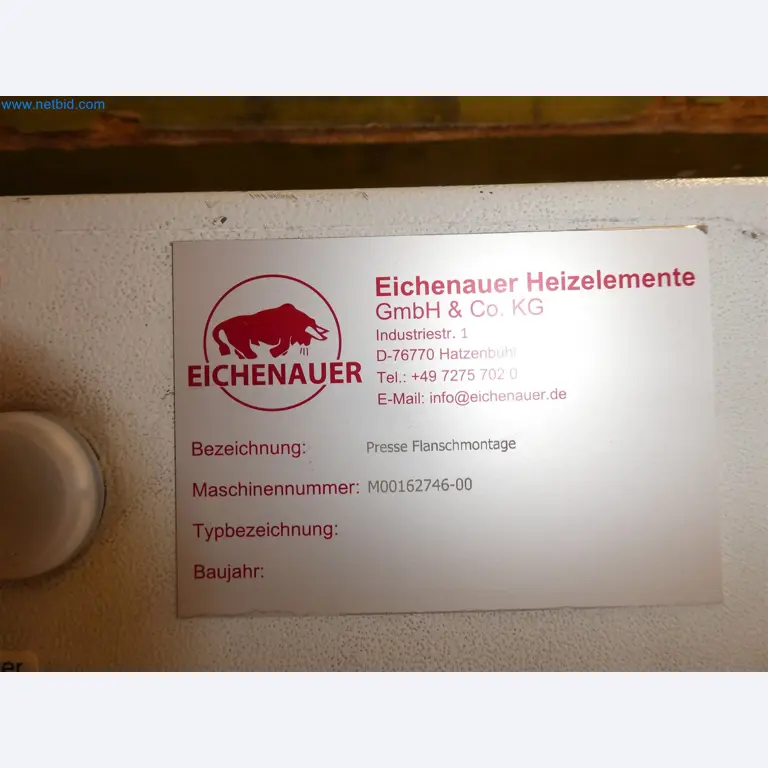 www.netbid.com
EICHENAUER
Eichenauer Heizelemente
GmbH & Co. KG
Industriestr. 1
D-76770 Hatzenbühl
Tel.: +49 7275 702 0
E-Mail: info@eichenauer.de
Bezeichnung: Presse Flanschmontage
Maschinennummer: M00162746-00
Typbezeichnung:
Baujahr:
er